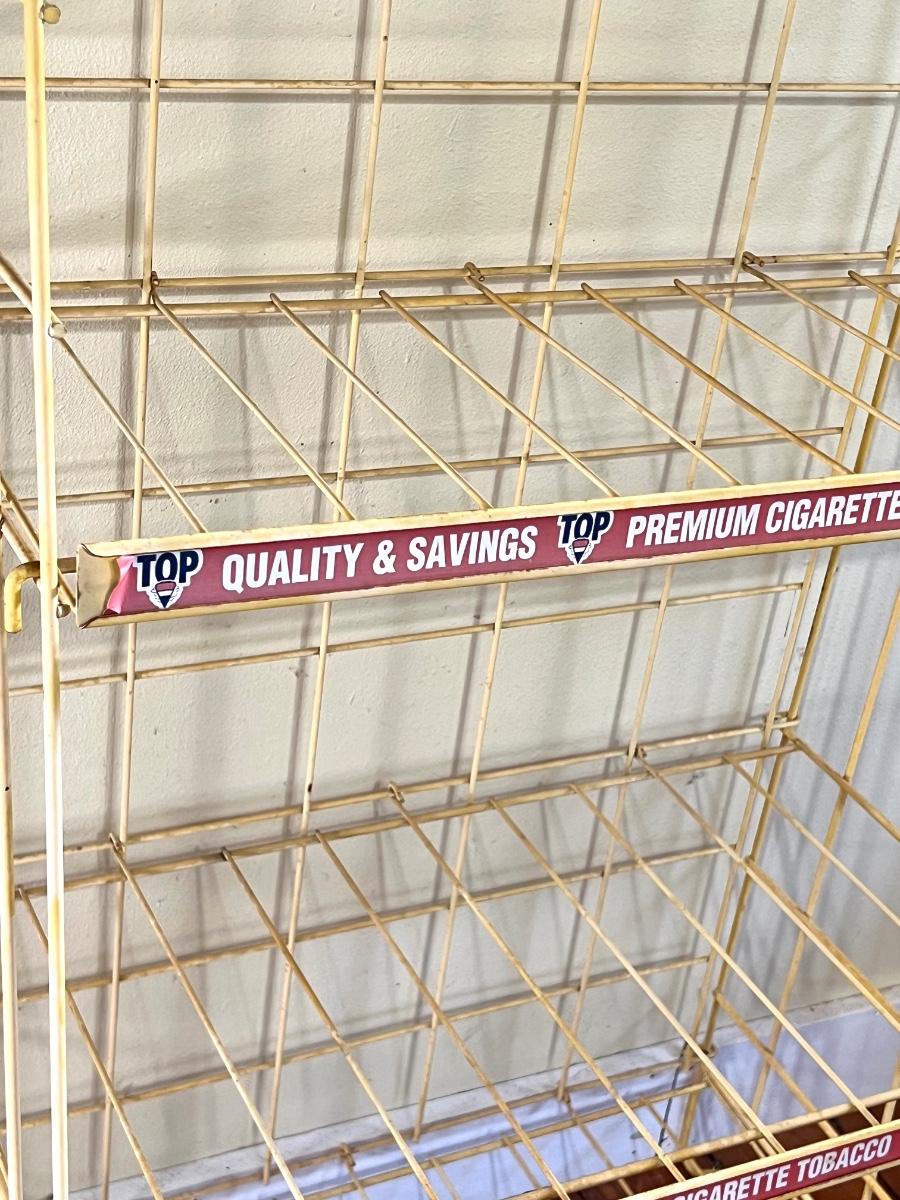 TOP QUALITY & SAVINGS TOP PREMIUM CIGARETTE
CIGARETTE TOBACCO